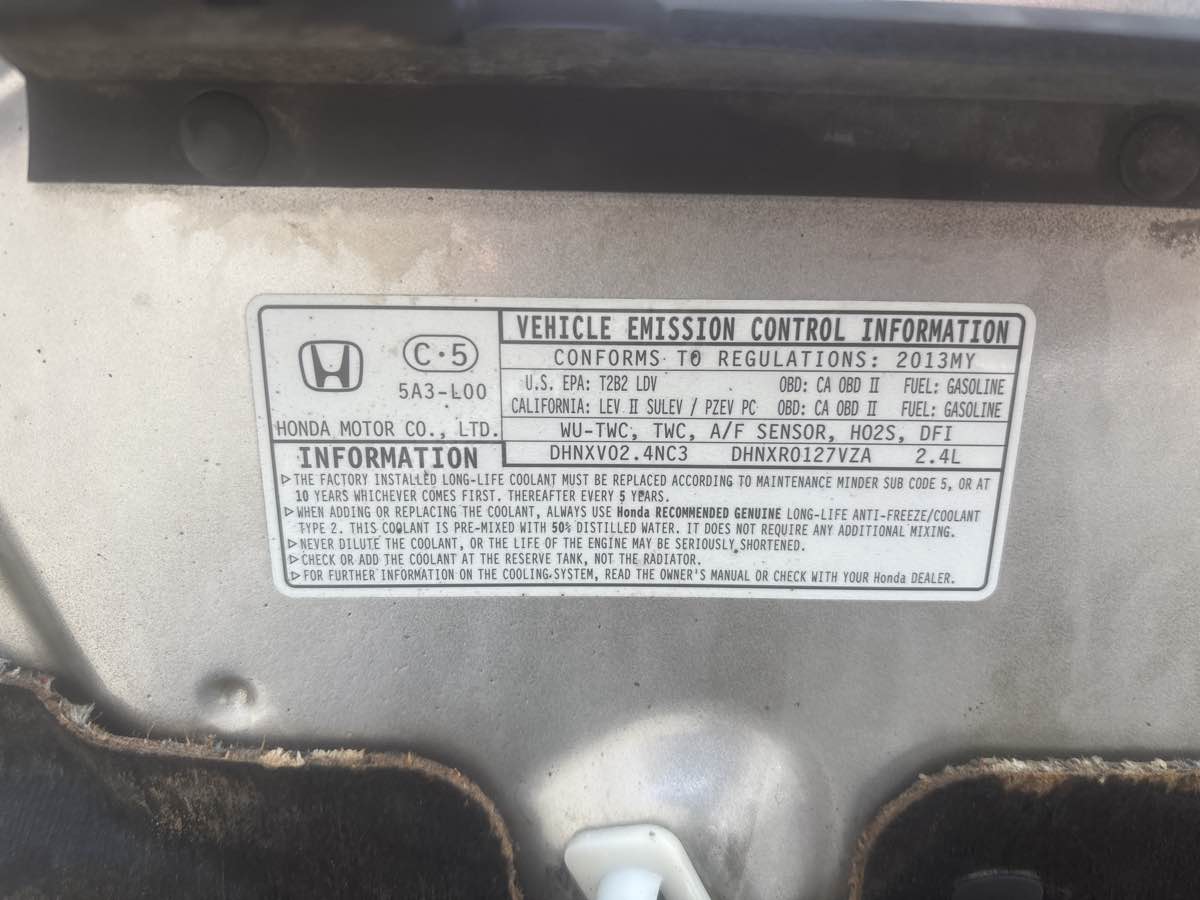 C·5
5A3-L00
HONDA MOTOR CO., LTD.
VEHICLE EMISSION CONTROL INFORMATION
CONFORMS TO REGULATIONS: 2013MY
U.S. EPA: T2B2 LDV OBD: CA OBD II FUEL: GASOLINE
CALIFORNIA: LEV II SULEV / PZEV PC OBD: CA OBD II FUEL: GASOLINE
WU-TWC, TWC, A/F SENSOR, HO2S, DFI
DHNXV02.4NC3 DHNXR0127VZA 2.4L
INFORMATION
▷THE FACTORY INSTALLED LONG-LIFE COOLANT MUST BE REPLACED ACCORDING TO MAINTENANCE MINDER SUB CODE 5, OR AT
10 YEARS WHICHEVER COMES FIRST. THEREAFTER EVERY 5 YEARS.
▷WHEN ADDING OR REPLACING THE COOLANT, ALWAYS USE Honda RECOMMENDED GENUINE LONG-LIFE ANTI-FREEZE/COOLANT
TYPE 2. THIS COOLANT IS PRE-MIXED WITH 50% DISTILLED WATER. IT DOES NOT REQUIRE ANY ADDITIONAL MIXING.
▷NEVER DILUTE THE COOLANT, OR THE LIFE OF THE ENGINE MAY BE SERIOUSLY SHORTENED.
▷CHECK OR ADD THE COOLANT AT THE RESERVE TANK, NOT THE RADIATOR.
▷FOR FURTHER INFORMATION ON THE COOLING SYSTEM, READ THE OWNER'S MANUAL OR CHECK WITH YOUR Honda DEALER.